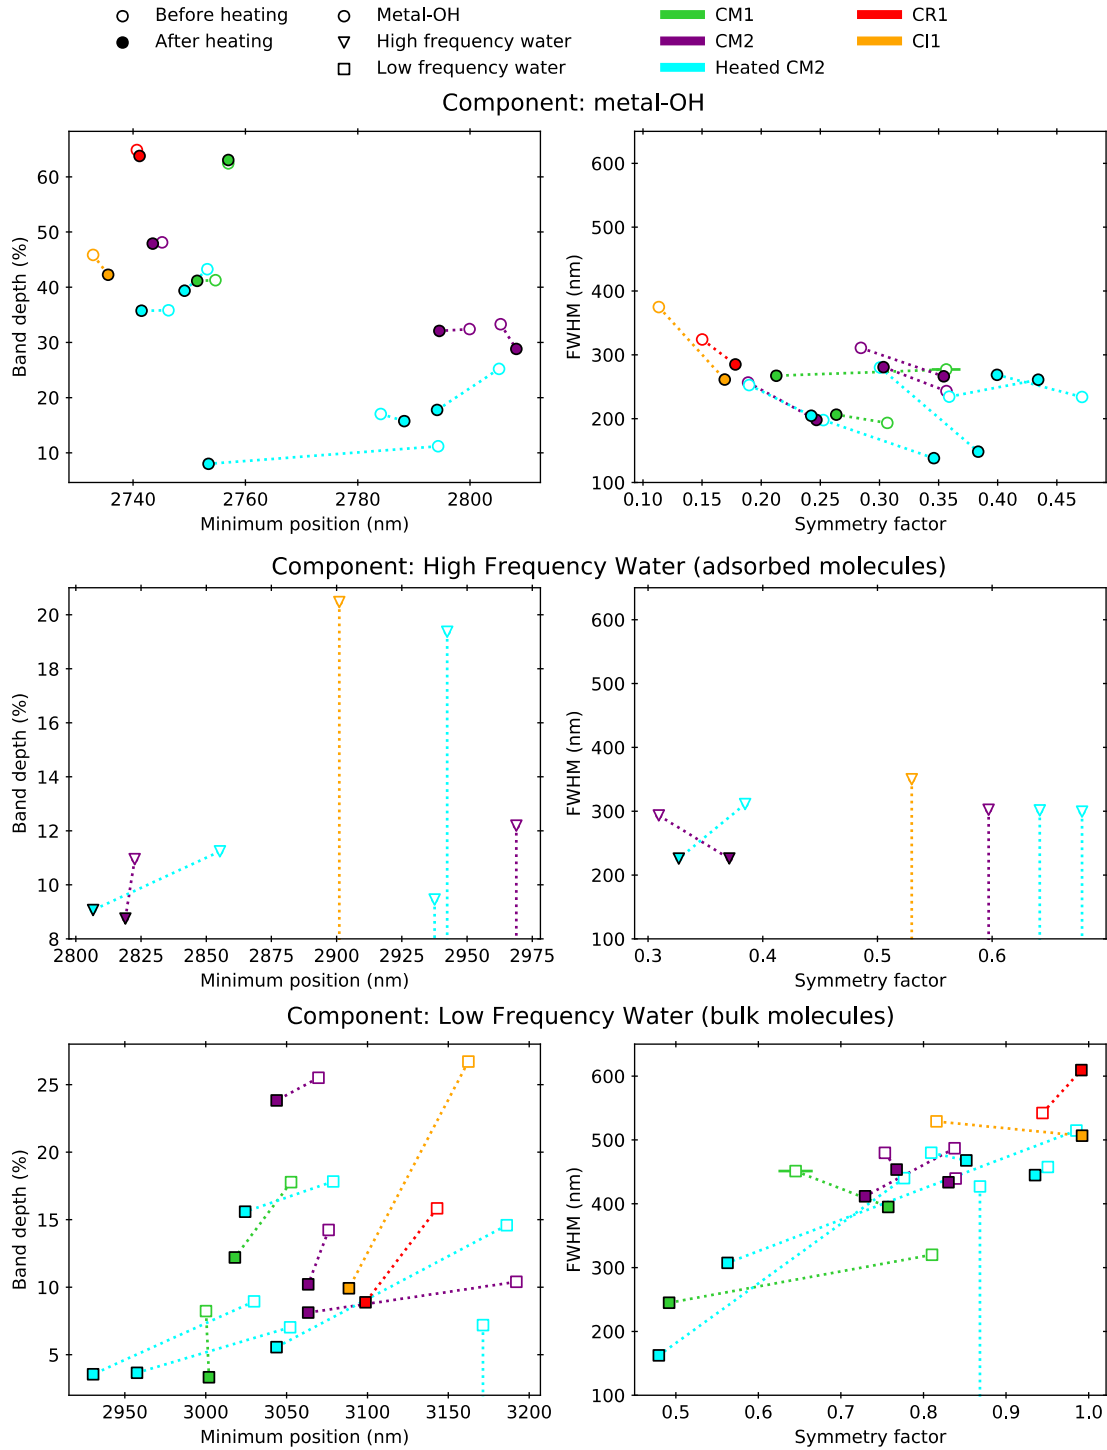 Before heating
After heating
Metal-OH
High frequency water
Low frequency water
CM1
CM2
Heated CM2
CR1
CI1
Component: metal-OH
Band depth (%)
60
50
40
30
20
10
2740 2760 2780 2800
Minimum position (nm)
FWHM (nm)
600
500
400
300
200
100
0.10 0.15 0.20 0.25 0.30 0.35 0.40 0.45
Symmetry factor
Component: High Frequency Water (adsorbed molecules)
Band depth (%)
20
18
16
14
12
10
8
2800 2825 2850 2875 2900 2925 2950 2975
Minimum position (nm)
FWHM (nm)
600
500
400
300
200
100
0.3 0.4 0.5 0.6
Symmetry factor
Component: Low Frequency Water (bulk molecules)
Band depth (%)
25
20
15
10
5
2950 3000 3050 3100 3150 3200
Minimum position (nm)
FWHM (nm)
600
500
400
300
200
100
0.5 0.6 0.7 0.8 0.9 1.0
Symmetry factor